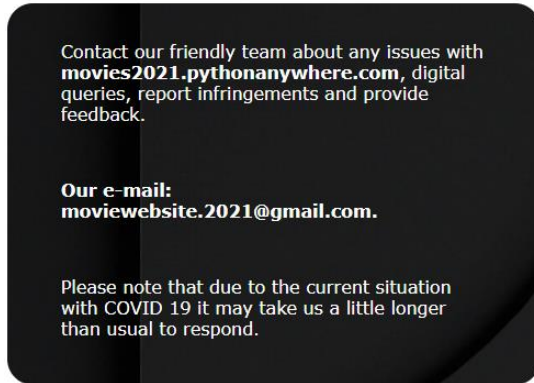 Contact our friendly team about any issues with
movies2021.pythonanywhere.com, digital
queries, report infringements and provide
feedback.
Our e-mail:
moviewebsite.2021@gmail.com.
Please note that due to the current situation
with COVID 19 it may take us a little longer
than usual to respond.